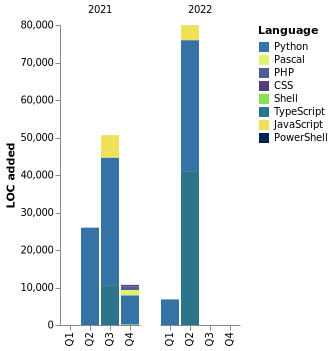 2021
2022
LOC added
80,000
70,000
60,000
50,000
40,000
30,000
20,000
10,000
0
Q1
Q2
Q3
Q4
Q1
Q2
Q3
Q4
Language
Python
Pascal
PHP
CSS
Shell
TypeScript
JavaScript
PowerShell